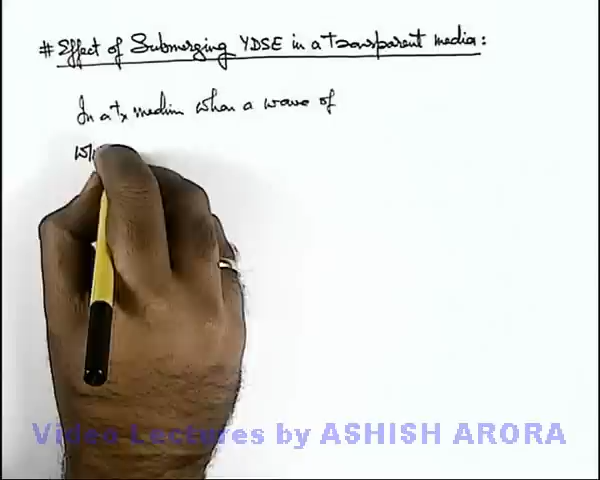 # Effect of Submerging YDSE in a transparent media :
In a tx medium when a wave of
Video Lectures by ASHISH ARORA